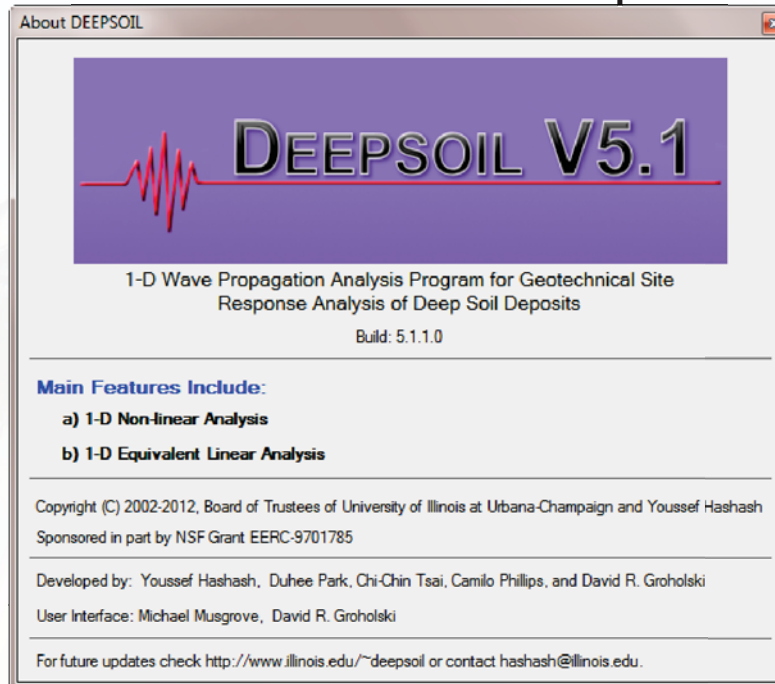 About DEEPSOIL
DEEPSOIL V5.1
1-D Wave Propagation Analysis Program for Geotechnical Site
Response Analysis of Deep Soil Deposits
Build: 5.1.1.0
Main Features Include:
a) 1-D Non-linear Analysis
b) 1-D Equivalent Linear Analysis
Copyright (C) 2002-2012, Board of Trustees of University of Illinois at Urbana-Champaign and Youssef Hashash
Sponsored in part by NSF Grant EERC-9701785
Developed by: Youssef Hashash, Duhee Park, Chi-Chin Tsai, Camilo Phillips, and David R. Groholski
User Interface: Michael Musgrove, David R. Groholski
For future updates check http://www.illinois.edu/~deepsoil or contact hashash@illinois.edu.